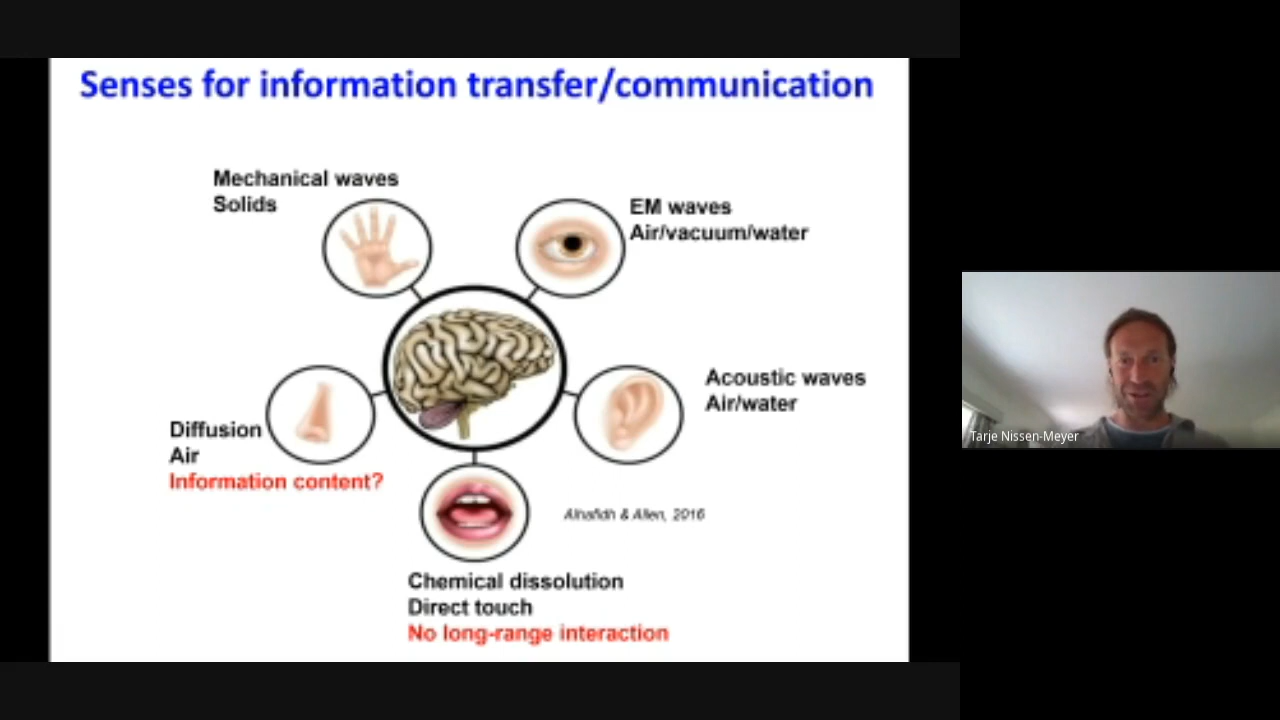 Senses for information transfer/communication
Mechanical waves
Solids
EM waves
Air/vacuum/water
Acoustic waves
Air/water
Diffusion
Air
Information content?
Alnafidh & Allen, 2016
Chemical dissolution
Direct touch
No long-range interaction
Tarje Nissen-Meyer